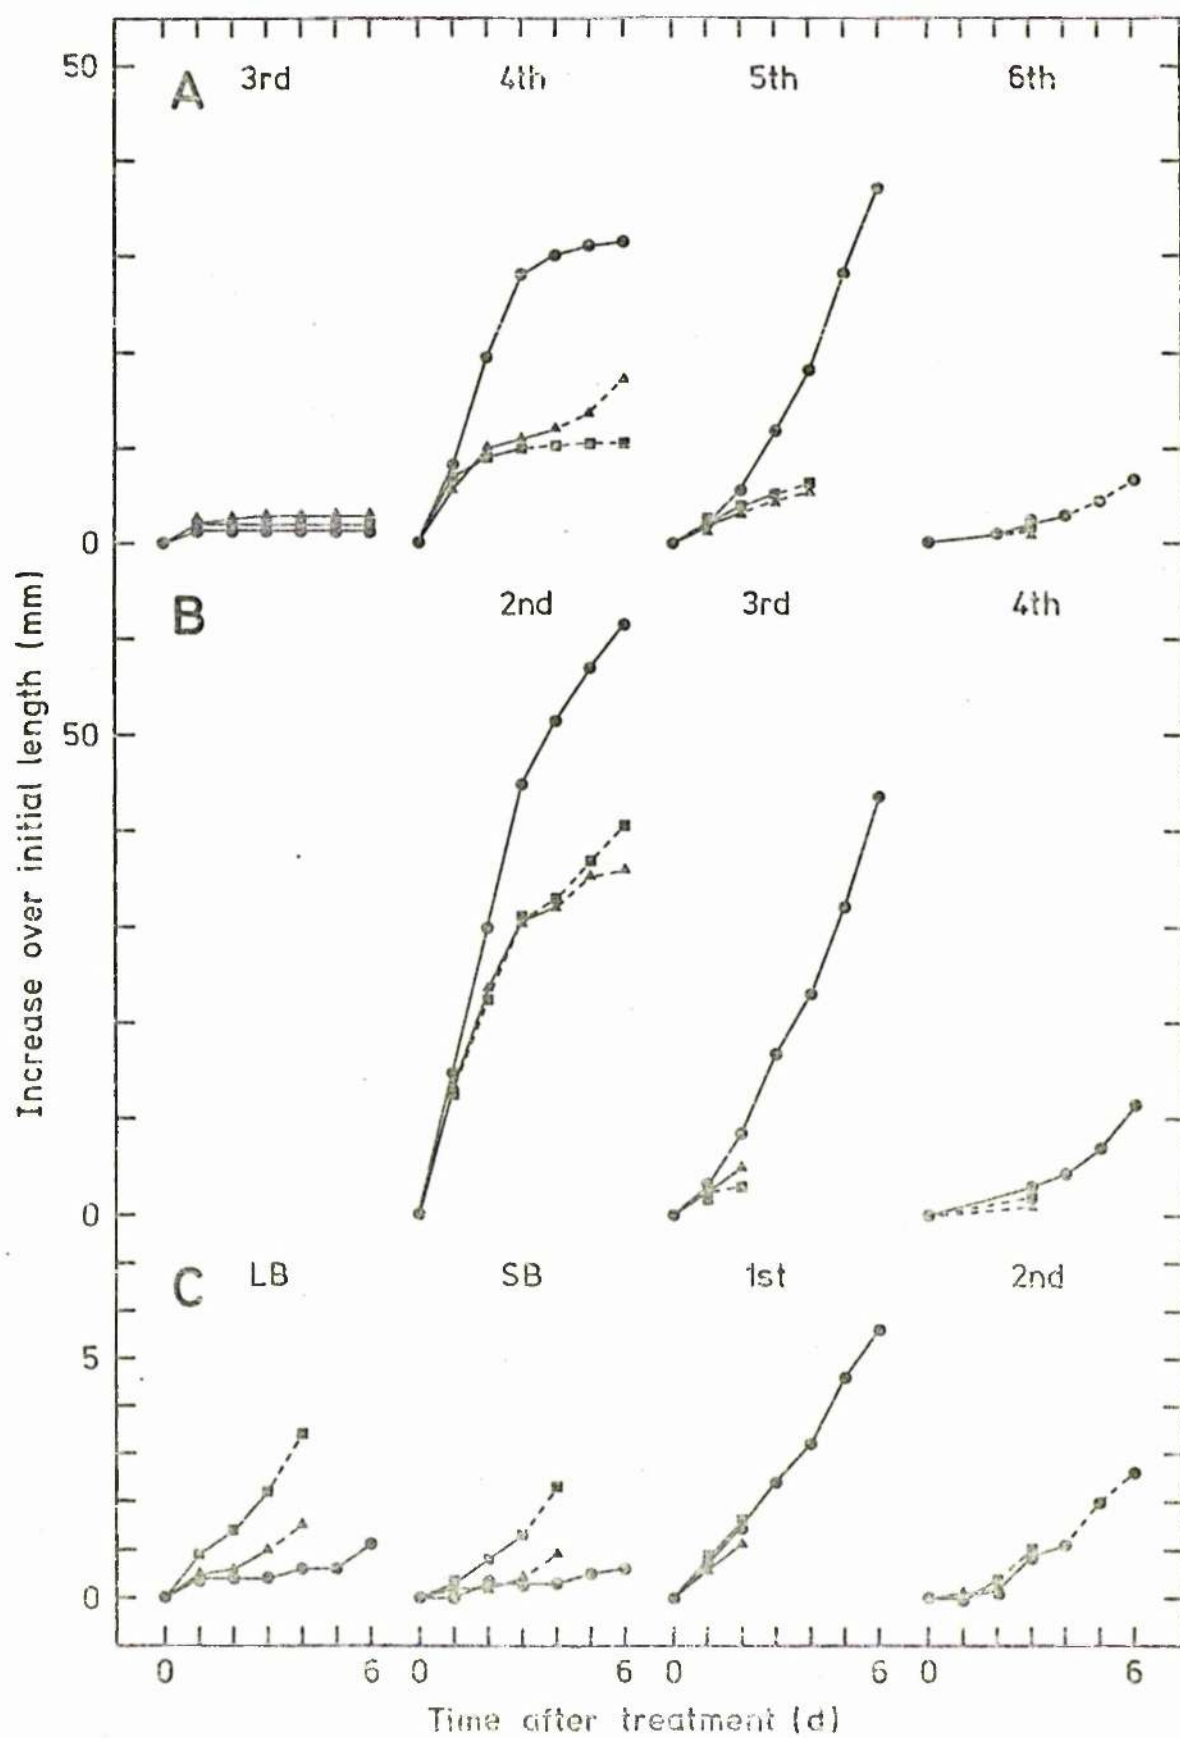 50
A 3rd 4th 5th 6th
0
B 2nd 3rd 4th
50
0
C LB SB 1st 2nd
5
0
0 6 0 6 0 6 0 6
Time after treatment (d)
Increase over initial length (mm)